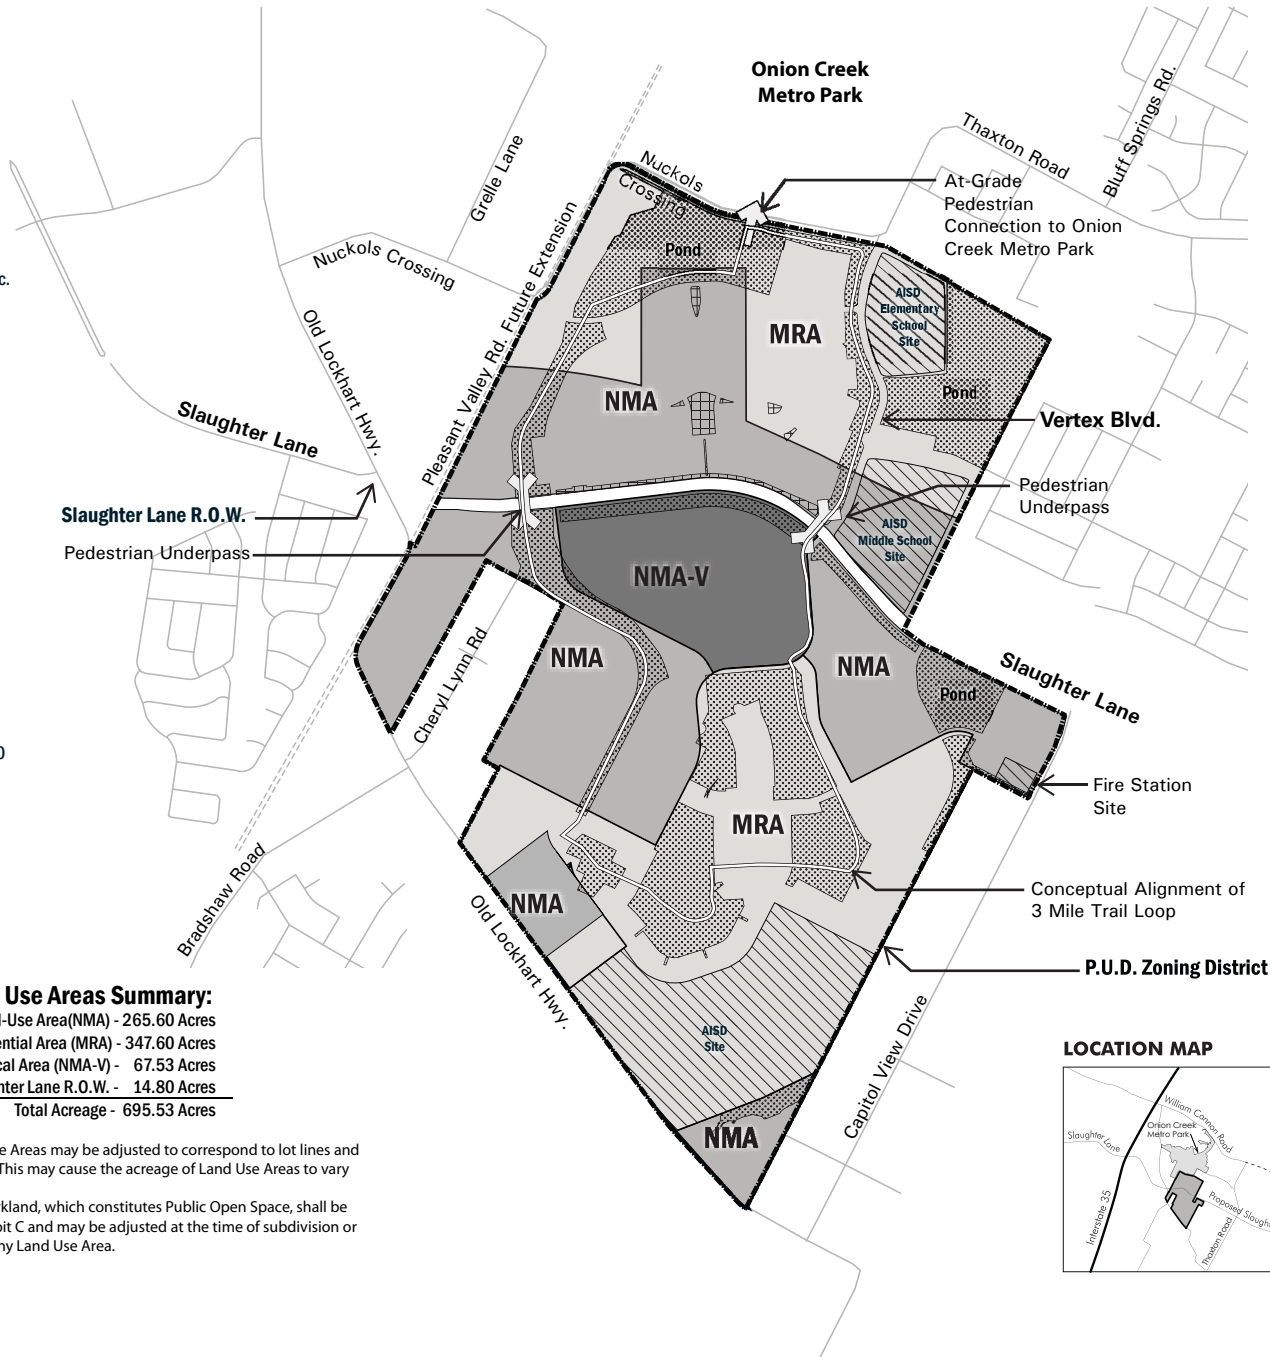 Onion Creek
Metro Park
Bluff Springs Rd.
Thaxton Road
Grelle Lane
Nuckols
Crossing
At-Grade
Pedestrian
Connection to Onion
Creek Metro Park
Nuckols Crossing
Pleasant Valley Rd. Future Extension
c.
Pond
AISD
Elementary
School
Site
Old Lockhart Hwy.
MRA
NMA
Pond
Vertex Blvd.
Slaughter Lane
Slaughter Lane R.O.W.
Pedestrian
Underpass
Pedestrian Underpass
AISD
Middle School
Site
NMA-V
NMA
NMA
Cheryl Lynn Rd
Slaughter Lane
Pond
0
Fire Station
Site
MRA
Bradshaw Road
NMA
Conceptual Alignment of
3 Mile Trail Loop
Old Lockhart Hwy.
P.U.D. Zoning District
AISD
Site
Capitol View Drive
NMA
Use Areas Summary:
-Use Area(NMA) - 265.60 Acres
ential Area (MRA) - 347.60 Acres
cal Area (NMA-V) - 67.53 Acres
hter Lane R.O.W. - 14.80 Acres
Total Acreage - 695.53 Acres
e Areas may be adjusted to correspond to lot lines and
This may cause the acreage of Land Use Areas to vary
rkland, which constitutes Public Open Space, shall be
bit C and may be adjusted at the time of subdivision or
ny Land Use Area.
LOCATION MAP
William Cannon Road
Onion Creek
Metro Park
Slaughter Lane
Interstate 35
Proposed Slaughte
Thaxton Road